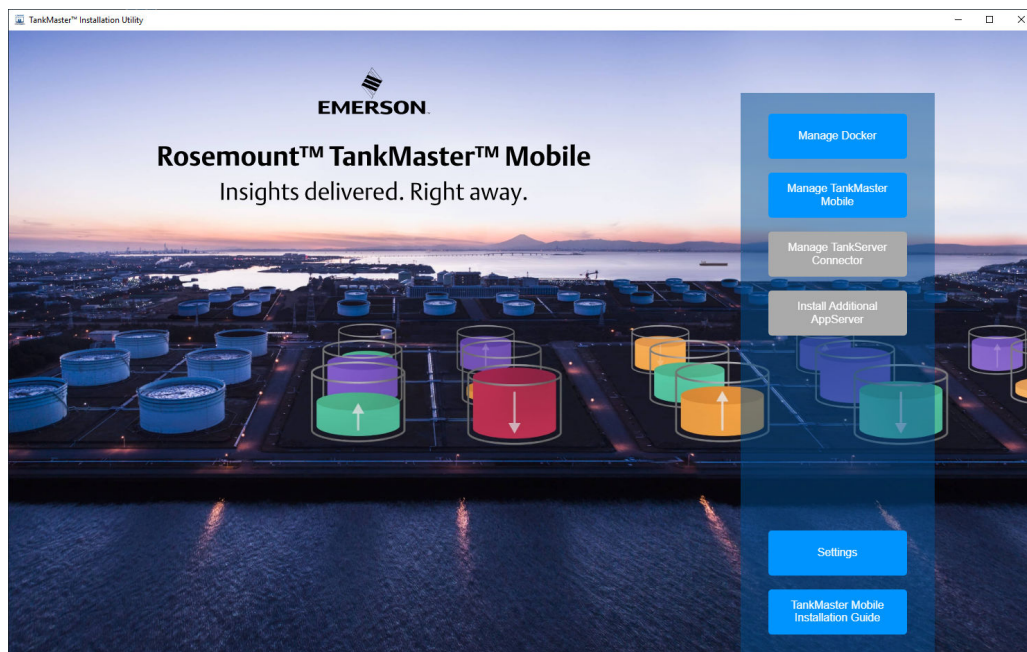 TankMaster™ Installation Utility
EMERSON™
Rosemount™ TankMaster™ Mobile
Insights delivered. Right away.
Manage Docker
Manage TankMaster
Mobile
Manage TankServer
Connector
Install Additional
AppServer
Settings
TankMaster Mobile
Installation Guide